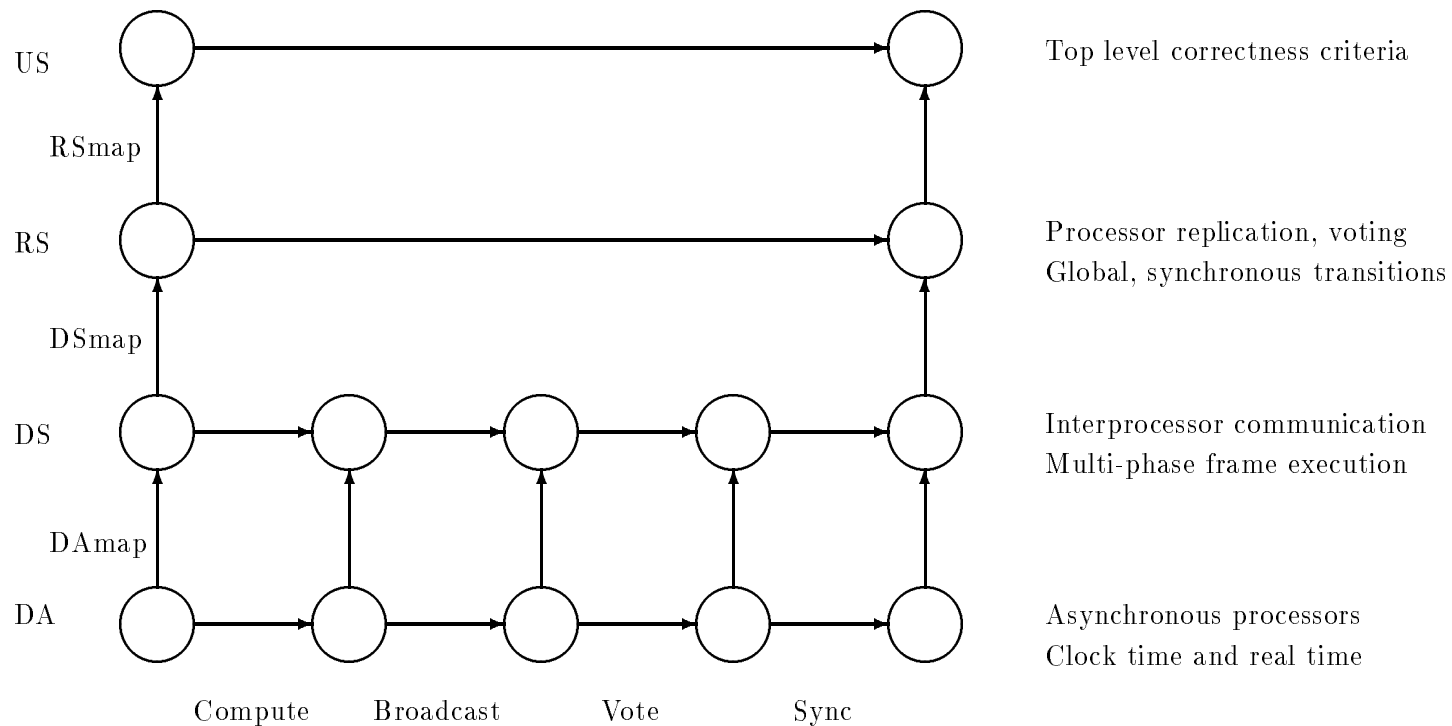 US
Top level correctness criteria
RSmap
RS
Processor replication, voting
Global, synchronous transitions
DSmap
DS
Interprocessor communication
Multi-phase frame execution
DAmap
DA
Asynchronous processors
Clock time and real time
Compute Broadcast Vote Sync